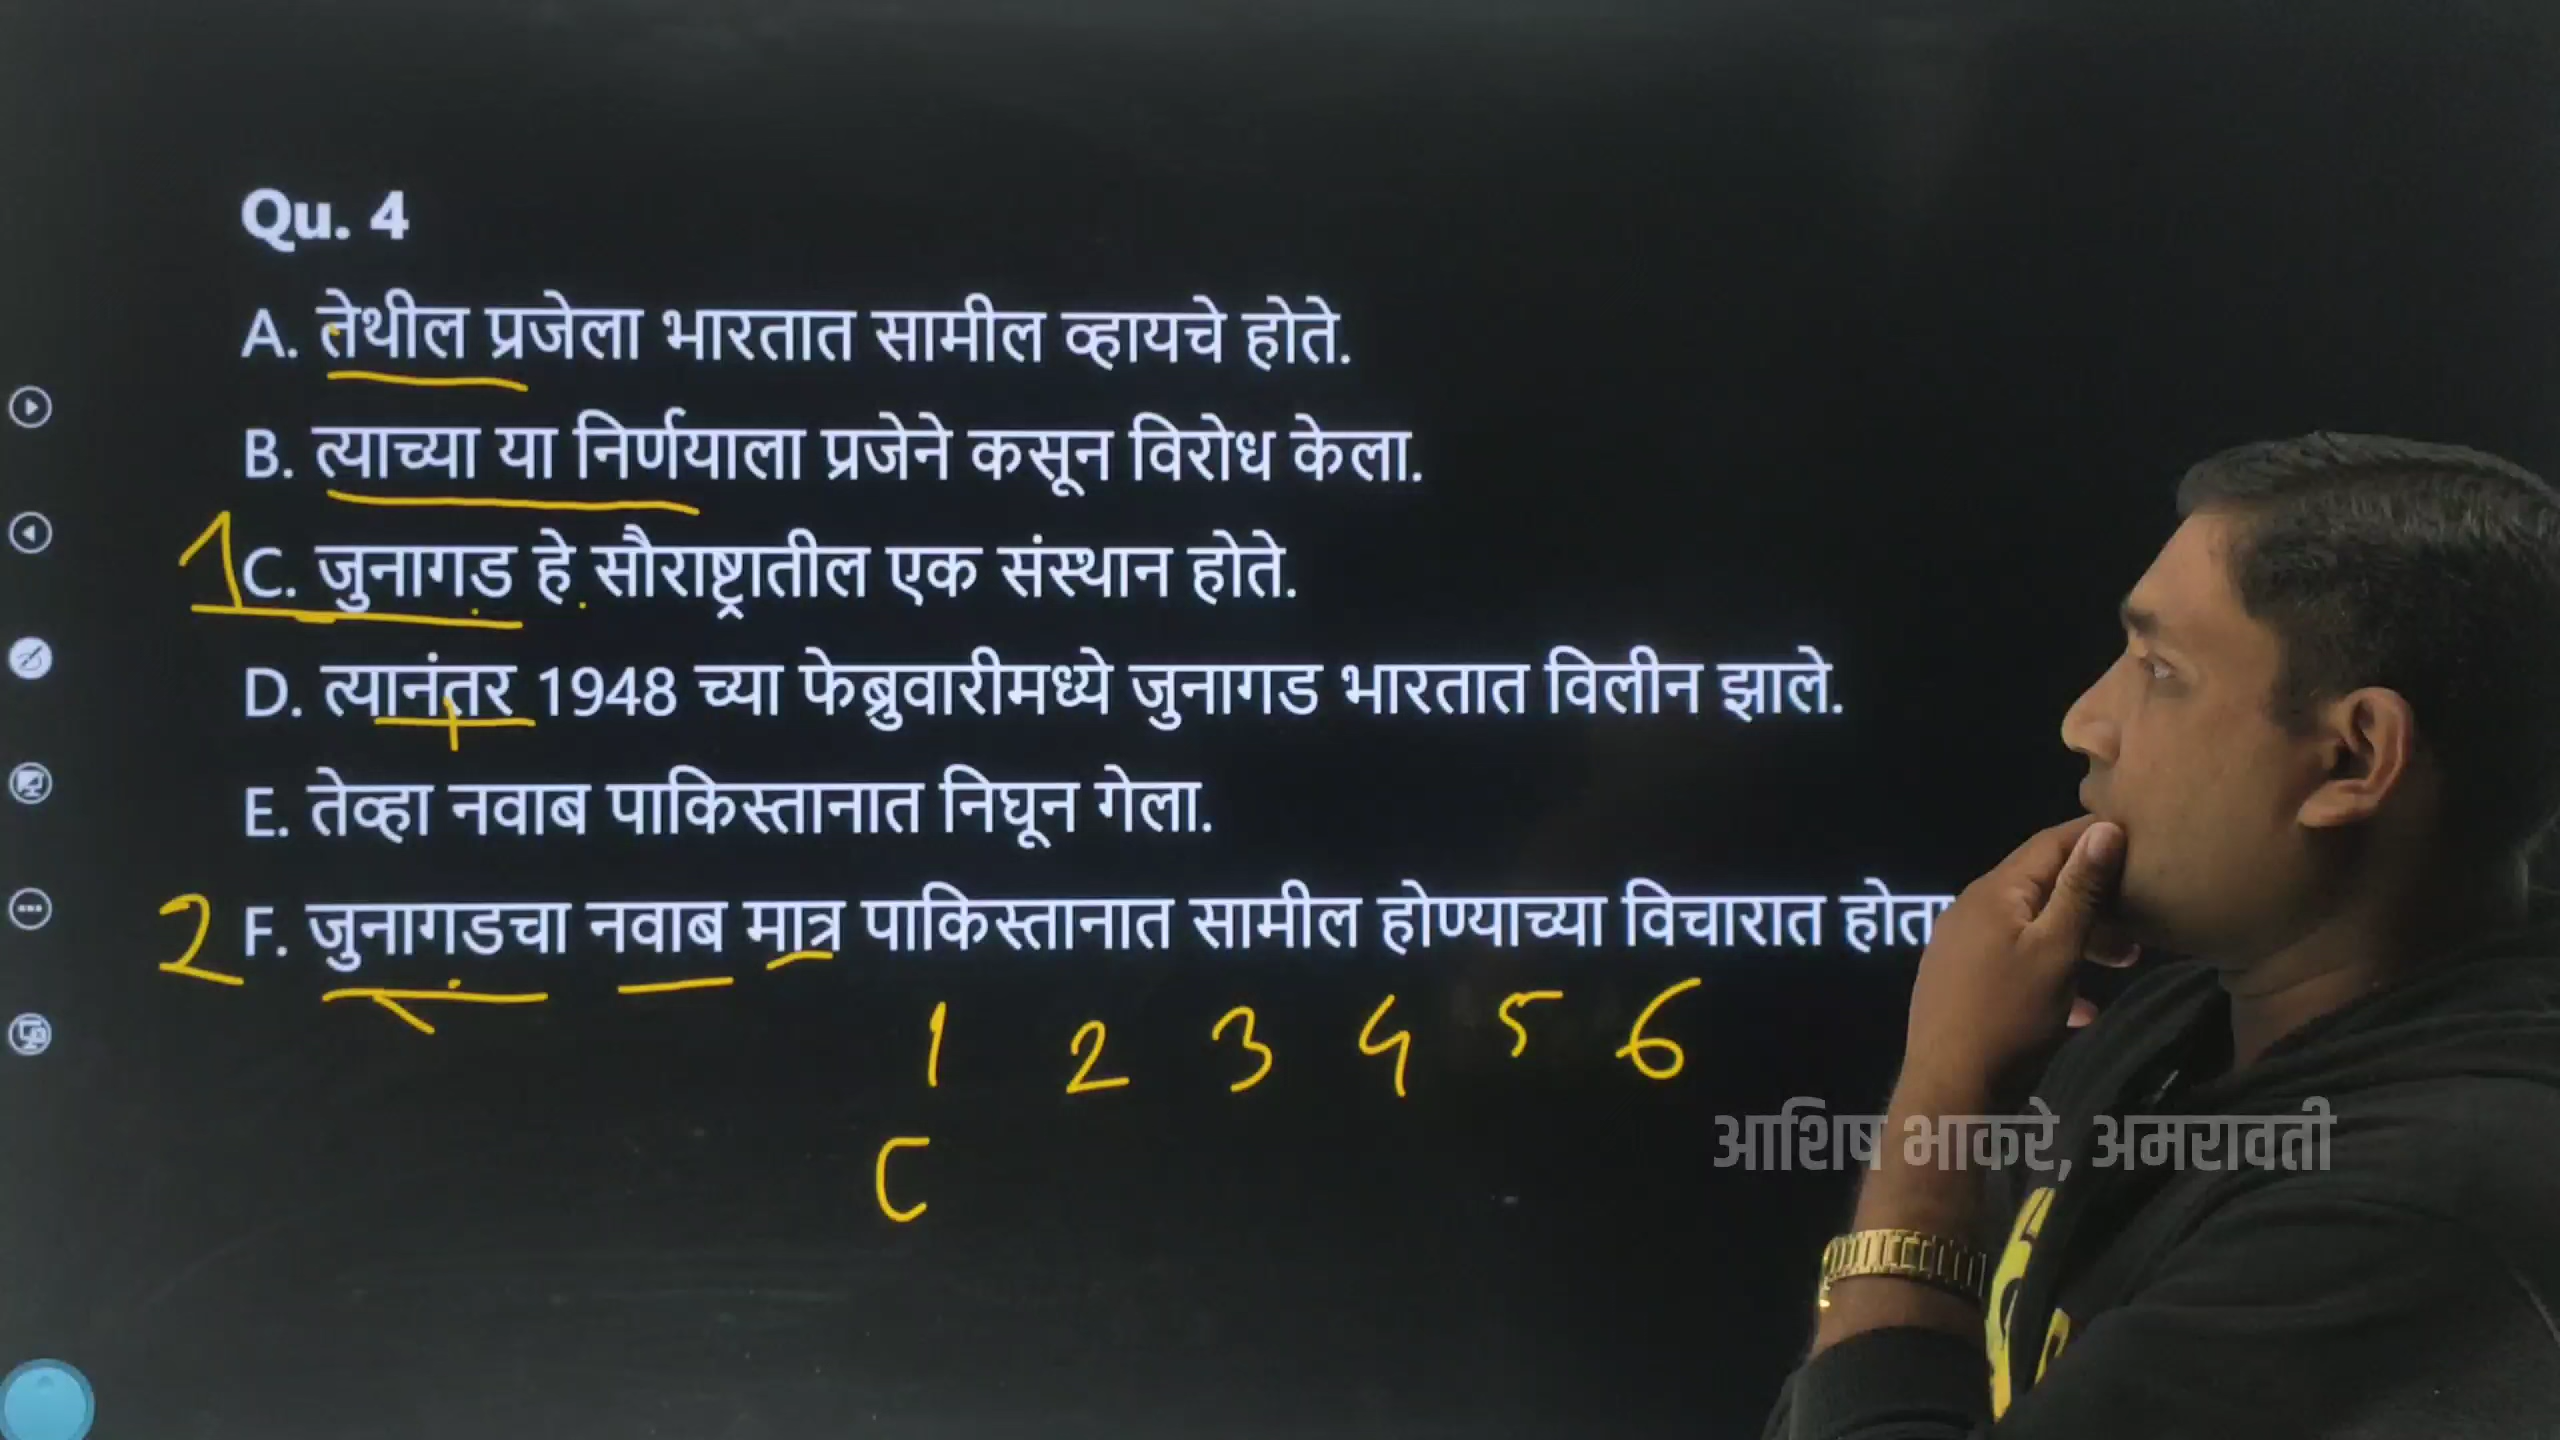 Qu. 4
A. तेथील प्रजेला भारतात सामील व्हायचे होते.
B. त्याच्या या निर्णयाला प्रजेने कसून विरोध केला.
1 C. जुनागड हे सौराष्ट्रातील एक संस्थान होते.
D. त्यानंतर 1948 च्या फेब्रुवारीमध्ये जुनागड भारतात विलीन झाले.
E. तेव्हा नवाब पाकिस्तानात निघून गेला.
2 F. जुनागडचा नवाब मात्र पाकिस्तानात सामील होण्याच्या विचारात होता
1 2 3 4 5 6
C
आशिष भाकरे, अमरावती